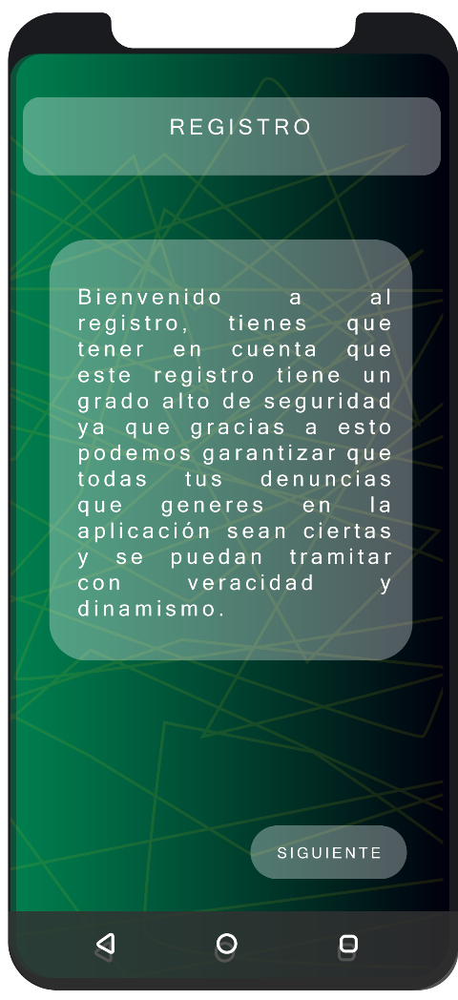 REGISTRO
Bienvenido a al
registro, tienes que
tener en cuenta que
este registro tiene un
grado alto de seguridad
ya que gracias a esto
podemos garantizar que
todas tus denuncias
que generes en la
aplicación sean ciertas
y se puedan tramitar
con veracidad y
dinamismo.
SIGUIENTE